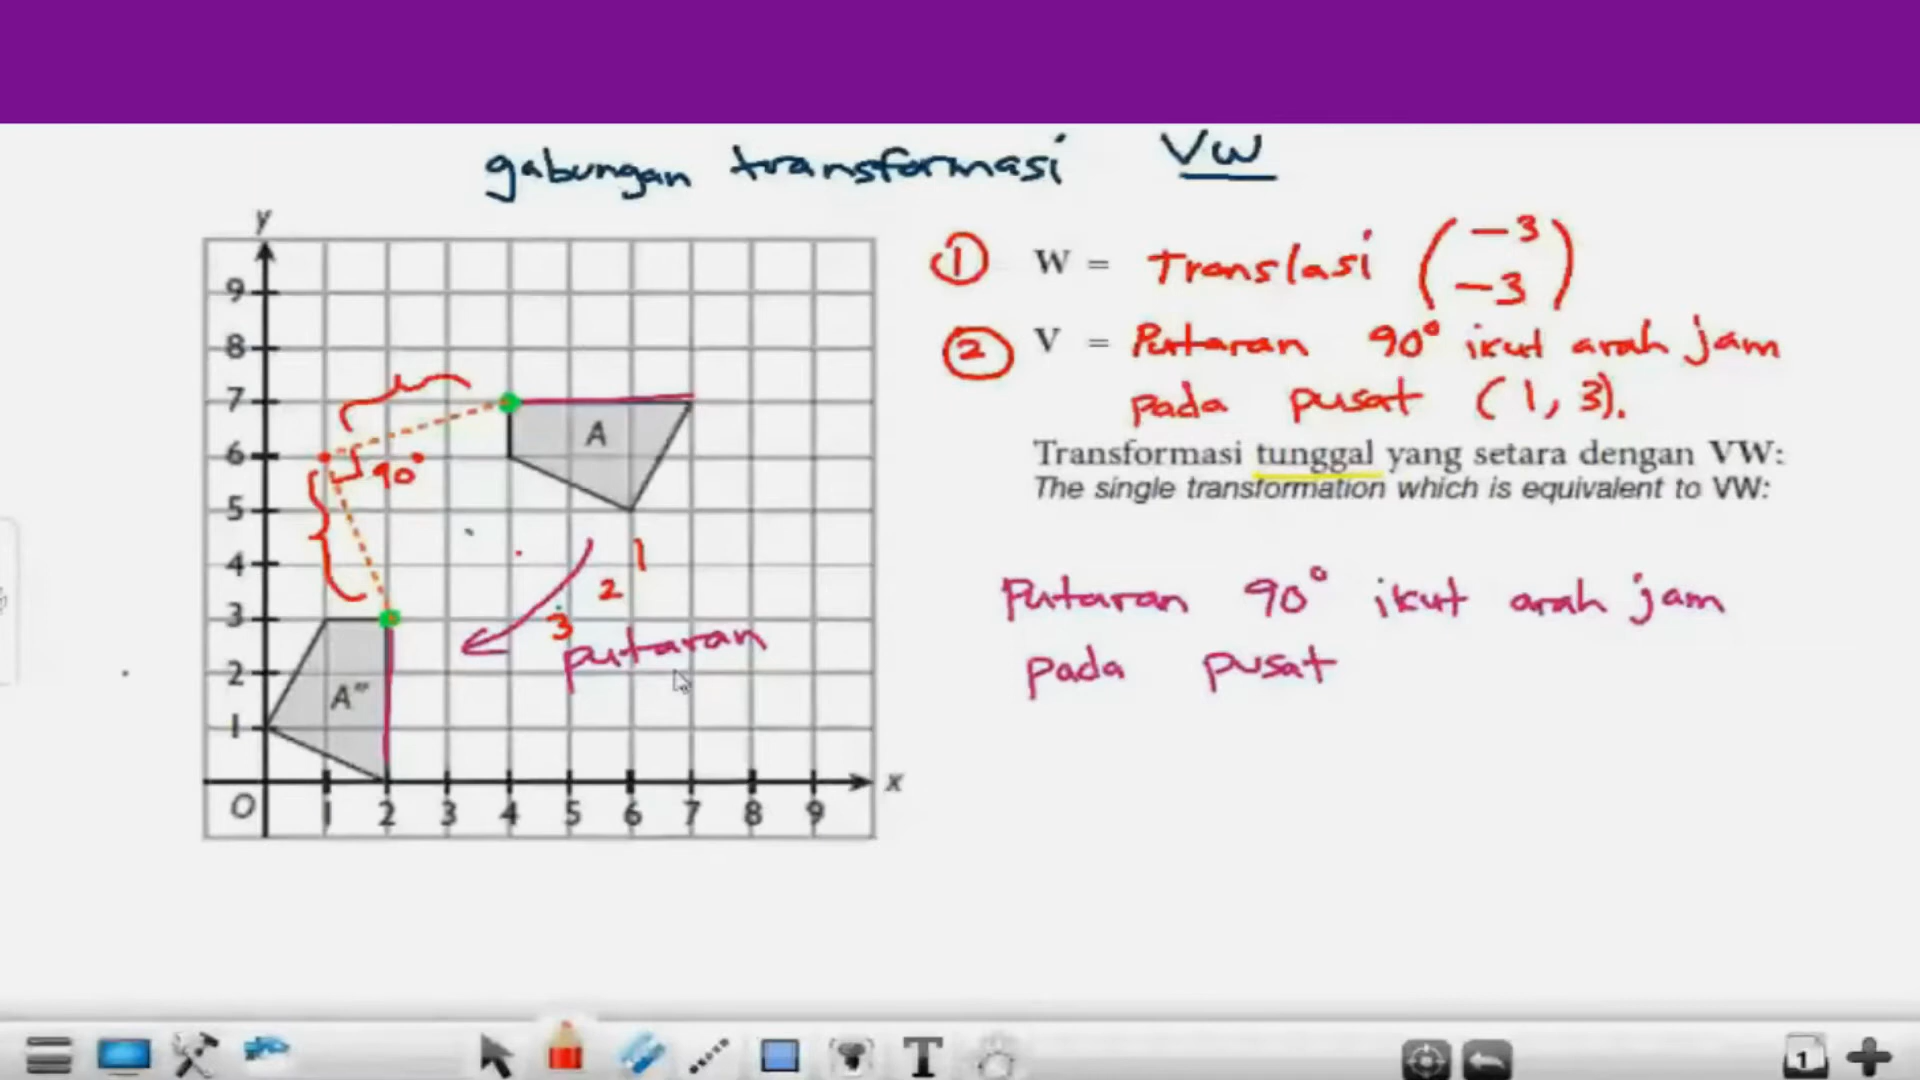 gabungan transformasi VW
y
9
8
7
6
5
4
3
2
1
O 1 2 3 4 5 6 7 8 9 x
A
90°
1
2
3
putaran
A"'
① W = Translasi (-3 -3)
② V = Putaran 90° ikut arah jam
pada pusat (1, 3).
Transformasi tunggal yang setara dengan VW:
The single transformation which is equivalent to VW:
Putaran 90° ikut arah jam
pada pusat
T
1